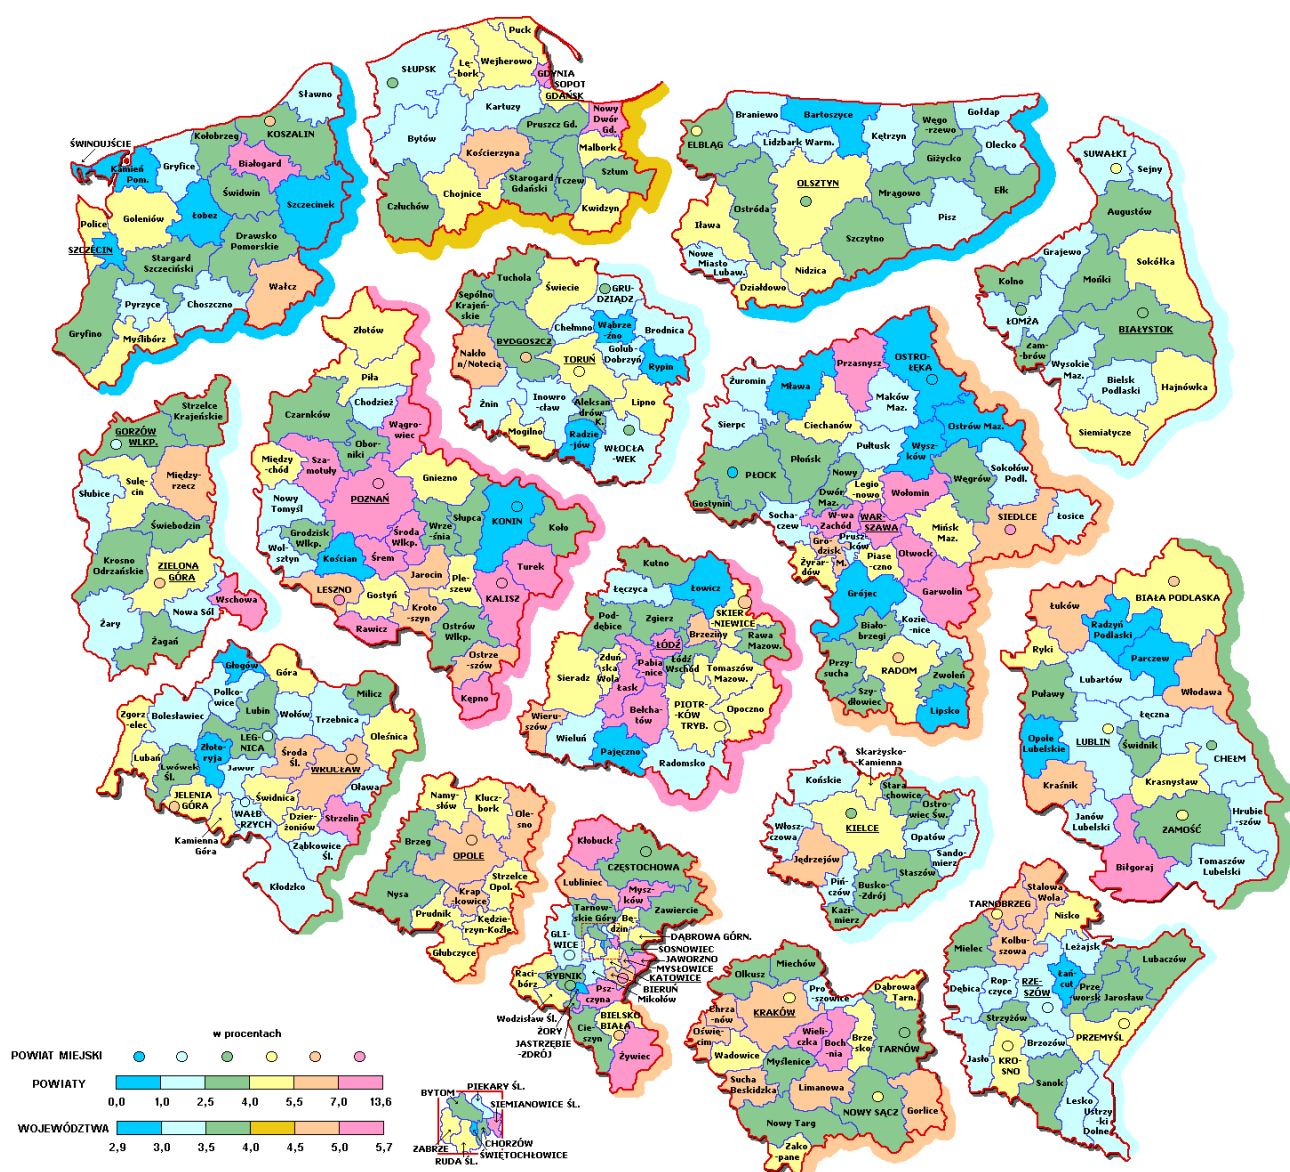 Puck
Lę-
bork
Wejherowo
GDYNIA
SOPOT
GDAŃSK
SŁUPSK
Kartuzy
Nowy
Dwór
Gd.
Bytów
Pruszcz Gd.
Kościerzyna
Malbork
Starogard
Gdański
Tczew
Sztum
Chojnice
Człuchów
Kwidzyn
Sławno
KOSZALIN
Kołobrzeg
ŚWINOUJŚCIE
Kamień
Pom.
Gryfice
Białogard
Świdwin
Szczecinek
Goleniów
Łobez
Police
SZCZECIN
Drawsko
Pomorskie
Stargard
Szczeciński
Wałcz
Pyrzyce
Choszczno
Gryfino
Myślibórz
Braniewo
Bartoszyce
Węgo
-rzewo
Gołdap
ELBLĄG
Lidzbark Warm.
Kętrzyn
Olecko
Giżycko
OLSZTYN
Mrągowo
Ełk
Ostróda
Pisz
Iława
Szczytno
Nowe
Miasto
Lubaw.
Nidzica
Działdowo
SUWAŁKI
Sejny
Augustów
Grajewo
Sokółka
Kolno
Mońki
ŁOMŻA
BIAŁYSTOK
Zam-
brów
Wysokie
Maz.
Bielsk
Podlaski
Hajnówka
Siemiatycze
Tuchola
Sępólno
Krajeń-
skie
Świecie
GRU-
DZIĄDZ
Chełmno
Wąbrze
-źno
Brodnica
BYDGOSZCZ
Nakło
n/Notecią
TORUŃ
Golub-
Dobrzyń
Rypin
Żnin
Inowro
-cław
Aleksan
drów
K.
Lipno
Mogilno
Radzie-
jów
WŁOCŁA
-WEK
Złotów
Piła
Chodzież
Czarnków
Wągro-
wiec
Obor-
niki
Między
-chód
Sza-
motuły
Gniezno
POZNAŃ
Nowy
Tomyśl
KONIN
Słupca
Koło
Wrze-
śnia
Grodzisk
Wlkp.
Środa
Wlkp.
Wol-
sztyn
Kościan
Śrem
Turek
Jarocin
Ple-
szew
LESZNO
Gostyń
KALISZ
Kroto-
szyn
Rawicz
Ostrów
Wlkp.
Ostrze-
szów
Kępno
Strzelce
Krajeńskie
GORZÓW
WLKP.
Między-
rzecz
Sulę-
cin
Słubice
Świebodzin
Krosno
Odrzańskie
ZIELONA
GÓRA
Nowa Sól
Wschowa
Żary
Żagań
OSTRO-
ŁĘKA
Przasnysz
Żuromin
Mława
Maków
Maz.
Sierpc
Ciechanów
Ostrów Maz.
Pułtusk
Wysz-
ków
Płońsk
Sokołów
Podl.
PŁOCK
Nowy
Dwór
Maz.
Legio
-nowo
Węgrów
Gostynin
Wołomin
Socha-
czew
W-wa
Zachód
WAR-
SZAWA
SIEDLCE
Łosice
Mińsk
Maz.
Prusz-
ków
Gro-
dzisk
M.
Piase
-czno
Otwock
Żyrar-
dów
Grójec
Garwolin
Biało-
brzegi
Kozie-
nice
Przy-
sucha
RADOM
Zwoleń
Szy-
dłowiec
Lipsko
Kutno
Łęczyca
Łowicz
SKIER-
NIEWICE
Pod-
dębice
Zgierz
Brzeziny
ŁÓDŹ
Rawa
Mazow.
Sieradz
Zduń
ska
Wola
Pabia-
nice
Łódź
Wschód
Tomaszów
Mazow.
Łask
Bełcha-
tów
PIOTR-
KÓW
TRYB.
Opoczno
Wieru-
szów
Wieluń
Pajęczno
Radomsko
BIAŁA PODLASKA
Łuków
Radzyń
Podlaski
Ryki
Parczew
Włodawa
Lubartów
Puławy
Łęczna
Opole
Lubelskie
LUBLIN
Świdnik
CHEŁM
Kraśnik
Krasnystaw
Janów
Lubelski
ZAMOŚĆ
Hrubie
-szów
Biłgoraj
Tomaszów
Lubelski
Głogów
Góra
Polko-
wice
Milicz
Zgorz
-elec
Bolesławiec
Lubin
Wołów
Trzebnica
LEG-
NICA
Oleśnica
Lubań
Złoto-
ryja
Środa
Śl.
WROCŁAW
Lwówek
Śl.
Jawor
Oława
JELENIA
GÓRA
Świdnica
WAŁB
-RZYCH
Dzier-
żoniów
Strzelin
Kamienna
Góra
Ząbkowice
Śl.
Kłodzko
Namy-
słów
Klucz-
bork
Ole-
sno
Brzeg
OPOLE
Nysa
Strzelce
Opol.
Krap
-kowice
Prudnik
Kędzie-
rzyn-Koźle
Głubczyce
Kłobuck
CZĘSTOCHOWA
Lubliniec
Mysz-
ków
Tarnow-
skie Góry
Zawiercie
Bę-
dzin
GLI-
WICE
DĄBROWA GÓRN.
SOSNOWIEC
JAWORZNO
MYSŁOWICE
KATOWICE
BIERUŃ
Mikołów
Raci-
bórz
RYBNIK
Psz-
czyna
Wodzisław Śl.
ŻORY
JASTRZĘBIE
-ZDRÓJ
BIELSKO
BIAŁA
Cie-
szyn
Żywiec
Skarżysko-
Kamienna
Końskie
Stara
chowice
Ostro-
wiec Św.
KIELCE
Włosz-
czowa
Opatów
Jędrzejów
Sando-
mierz
Staszów
Piń-
czów
Busko-
Zdrój
Kazi-
mierz
Miechów
Olkusz
Pro
-szowice
Dąbrowa
Tarn.
Chrza
-nów
KRAKÓW
Oświę-
cim
Wieli-
czka
Boch-
nia
Brze-
sko
Wadowice
TARNÓW
Myślenice
Sucha
Beskidzka
Limanowa
NOWY SĄCZ
Gorlice
Nowy Targ
Zako
-pane
Stalowa
Wola
TARNOBRZEG
Nisko
Kolbu-
szowa
Mielec
Leżajsk
Lubaczów
Dębica
Rop-
czyce
RZE-
SZÓW
Łań-
cut
Prze
worsk
Jarosław
Strzyżów
PRZEMYŚL
Jasło
KRO-
SNO
Brzozów
Sanok
Lesko
Ustrzy
-ki
Dolne
w procentach
POWIAT MIEJSKI
POWIATY
0,0 1,0 2,5 4,0 5,5 7,0 13,6
WOJEWÓDZTWA
2,9 3,0 3,5 4,0 4,5 5,0 5,7
BYTOM
PIEKARY ŚL.
SIEMIANOWICE ŚL.
CHORZÓW
ŚWIĘTOCHŁOWICE
ZABRZE
RUDA ŚL.